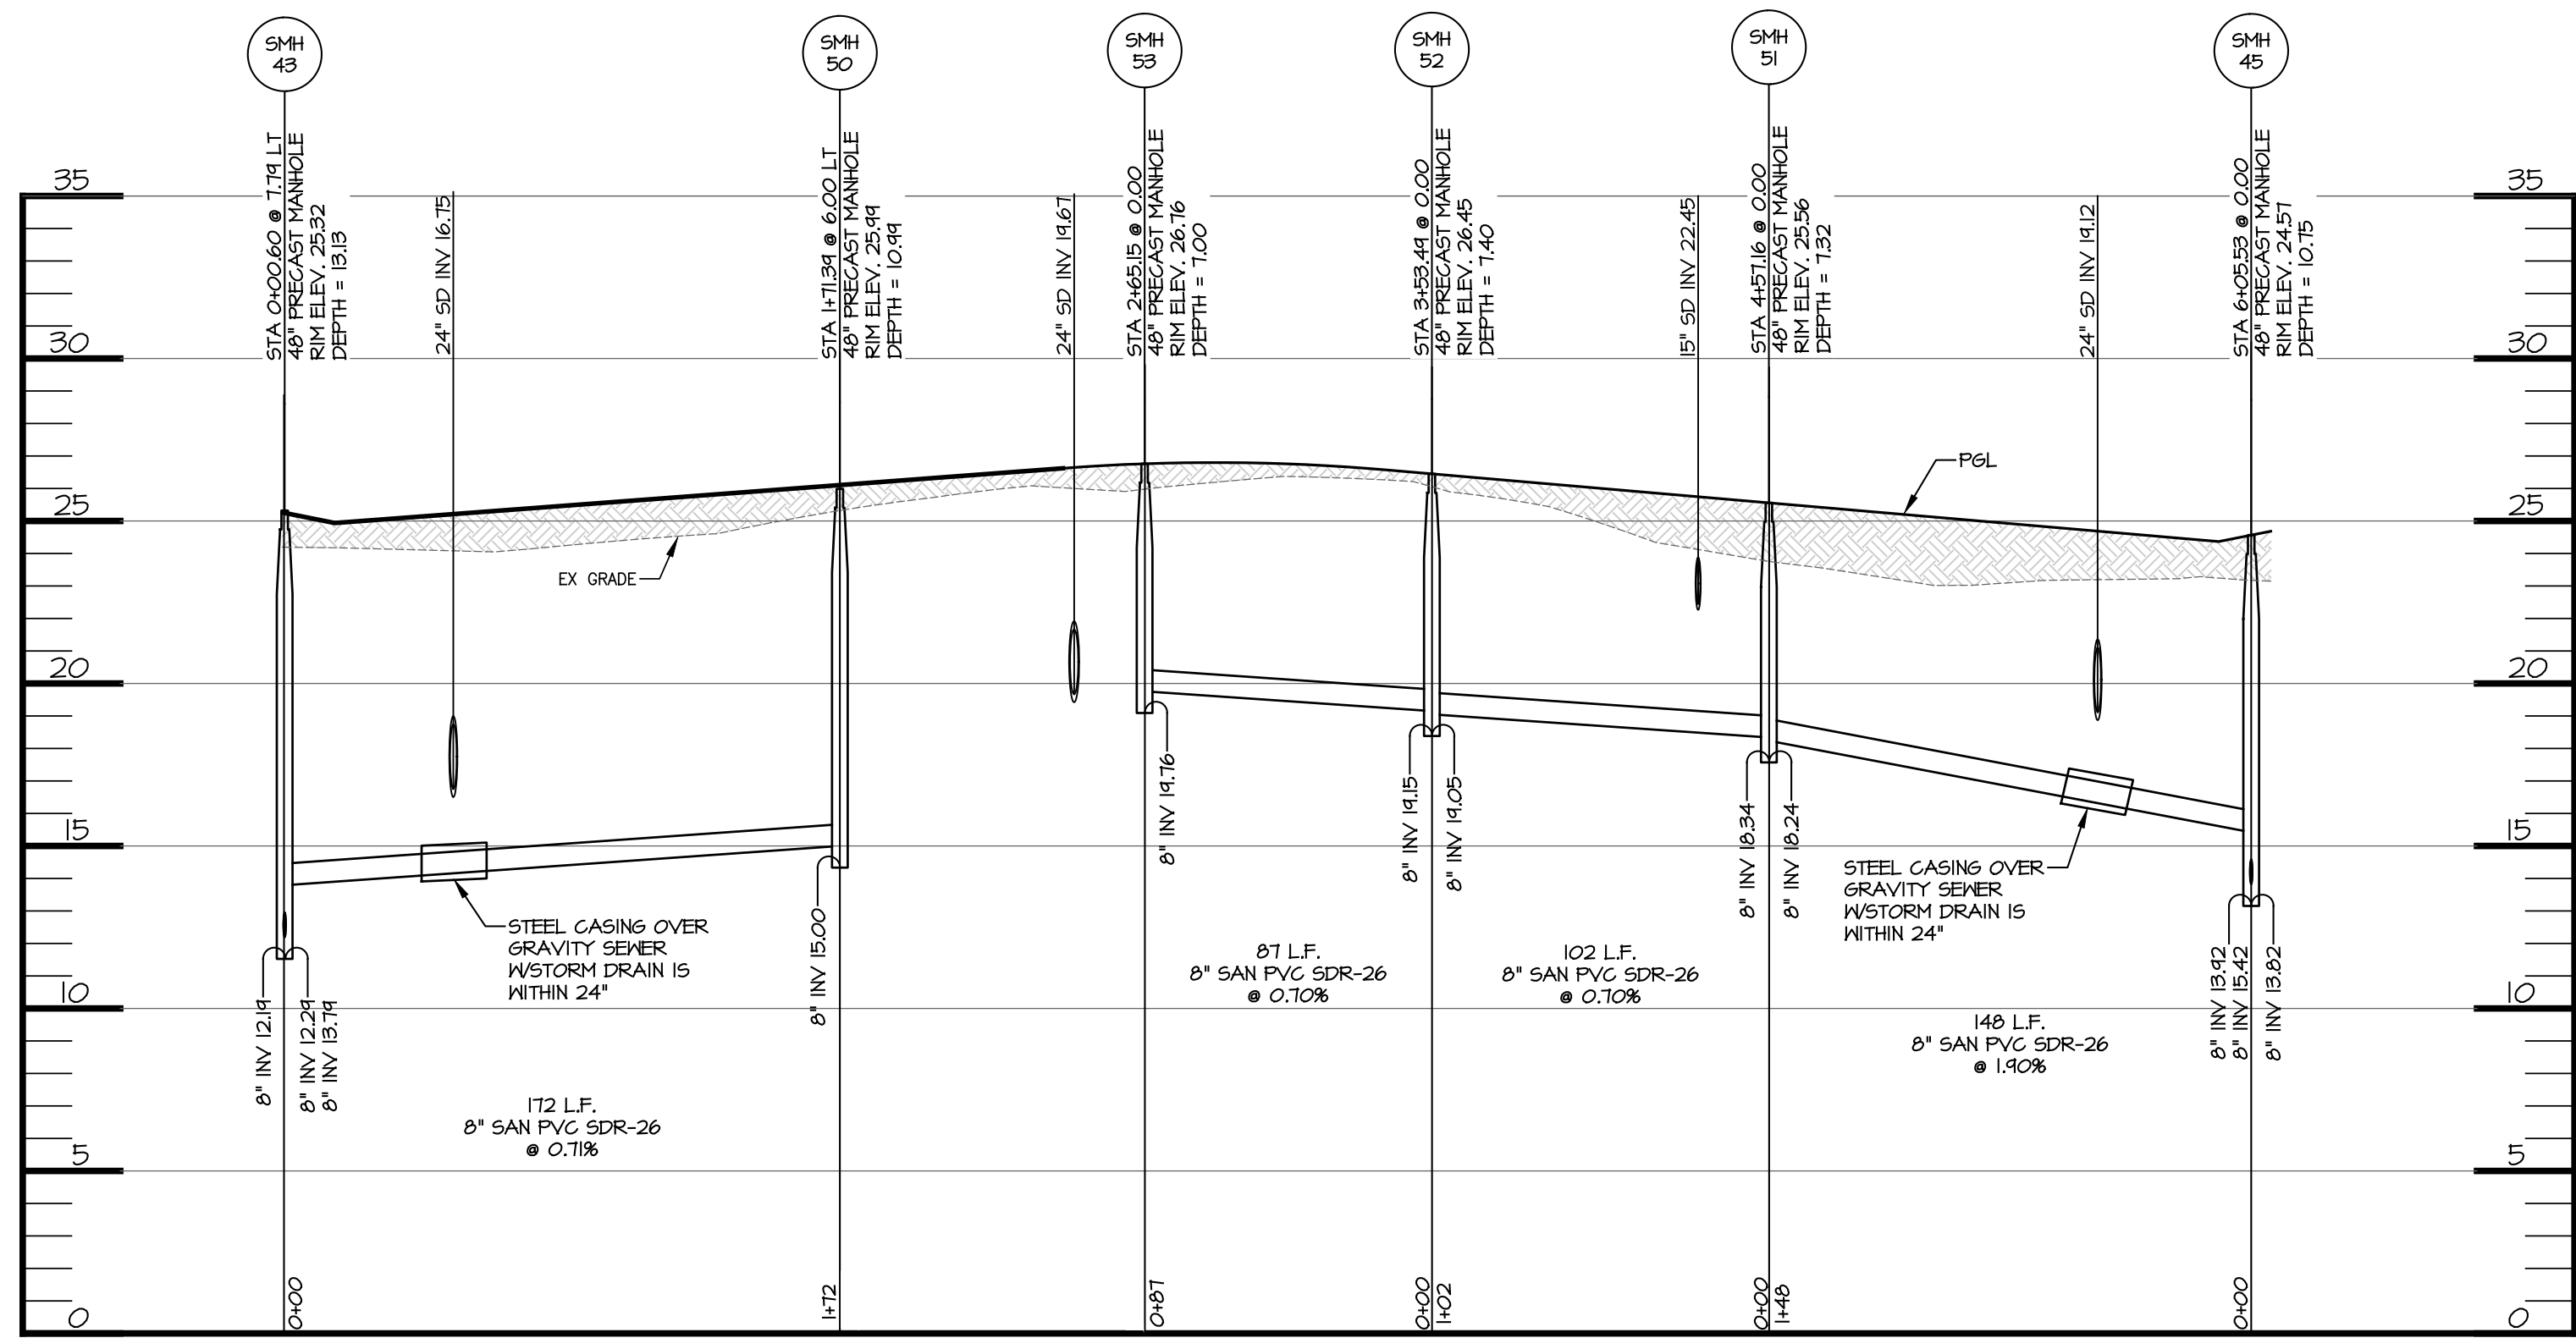 SMH
43
SMH
50
SMH
53
SMH
52
SMH
51
SMH
45
STA 0+00.60 @ 7.79 LT
48" PRECAST MANHOLE
RIM ELEV. 25.32
DEPTH = 13.13
24" SD INV 16.75
STA 1+71.39 @ 6.00 LT
48" PRECAST MANHOLE
RIM ELEV. 25.99
DEPTH = 10.99
24" SD INV 19.67
STA 2+65.15 @ 0.00
48" PRECAST MANHOLE
RIM ELEV. 26.76
DEPTH = 7.00
STA 3+53.49 @ 0.00
48" PRECAST MANHOLE
RIM ELEV. 26.45
DEPTH = 7.40
15" SD INV 22.45
STA 4+57.16 @ 0.00
48" PRECAST MANHOLE
RIM ELEV. 25.56
DEPTH = 7.32
24" SD INV 19.12
STA 6+05.53 @ 0.00
48" PRECAST MANHOLE
RIM ELEV. 24.57
DEPTH = 10.75
35
35
30
30
PGL
25
25
EX GRADE
20
20
15
15
8" INV 19.76
8" INV 19.15
8" INV 19.05
8" INV 18.34
8" INV 18.24
STEEL CASING OVER
GRAVITY SEWER
W/STORM DRAIN IS
WITHIN 24"
STEEL CASING OVER
GRAVITY SEWER
W/STORM DRAIN IS
WITHIN 24"
8" INV 15.00
87 L.F.
8" SAN PVC SDR-26
@ 0.70%
102 L.F.
8" SAN PVC SDR-26
@ 0.70%
10
10
8" INV 12.19
8" INV 12.29
8" INV 13.79
148 L.F.
8" SAN PVC SDR-26
@ 1.90%
8" INV 13.92
8" INV 15.42
8" INV 13.82
172 L.F.
8" SAN PVC SDR-26
@ 0.71%
5
5
0
0+00
1+72
0+87
0+00
1+02
0+00
1+48
0+00
0